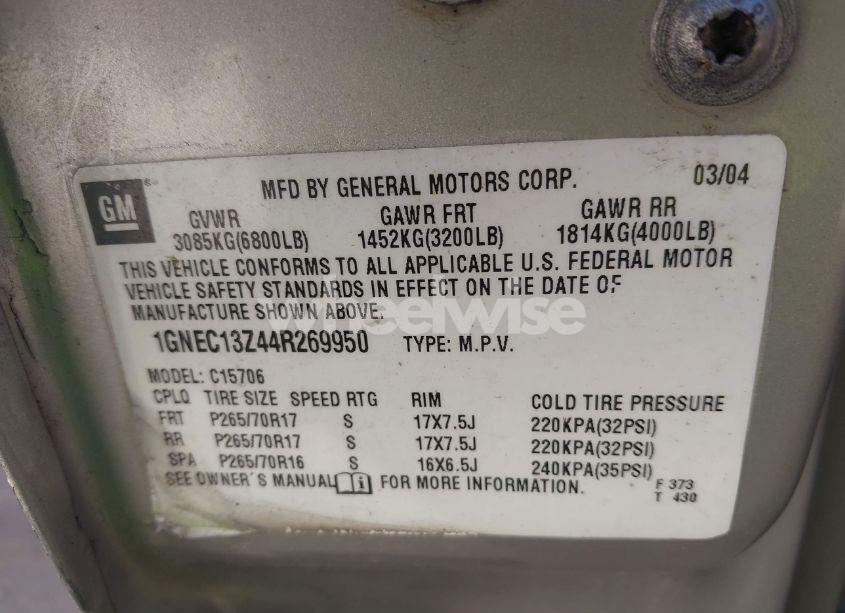 GM
MFD BY GENERAL MOTORS CORP. 03/04
GVWR GAWR FRT GAWR RR
3085KG(6800LB) 1452KG(3200LB) 1814KG(4000LB)
THIS VEHICLE CONFORMS TO ALL APPLICABLE U.S. FEDERAL MOTOR
VEHICLE SAFETY STANDARDS IN EFFECT ON THE DATE OF
MANUFACTURE SHOWN ABOVE.
wheelwise
1GNEC13Z44R269950 TYPE: M.P.V.
MODEL: C15706
CPLQ TIRE SIZE SPEED RTG RIM COLD TIRE PRESSURE
FRT P265/70R17 S 17X7.5J 220KPA(32PSI)
RR P265/70R17 S 17X7.5J 220KPA(32PSI)
SPA P265/70R16 S 16X6.5J 240KPA(35PSI)
SEE OWNER'S MANUAL FOR MORE INFORMATION.
F 373
T 430